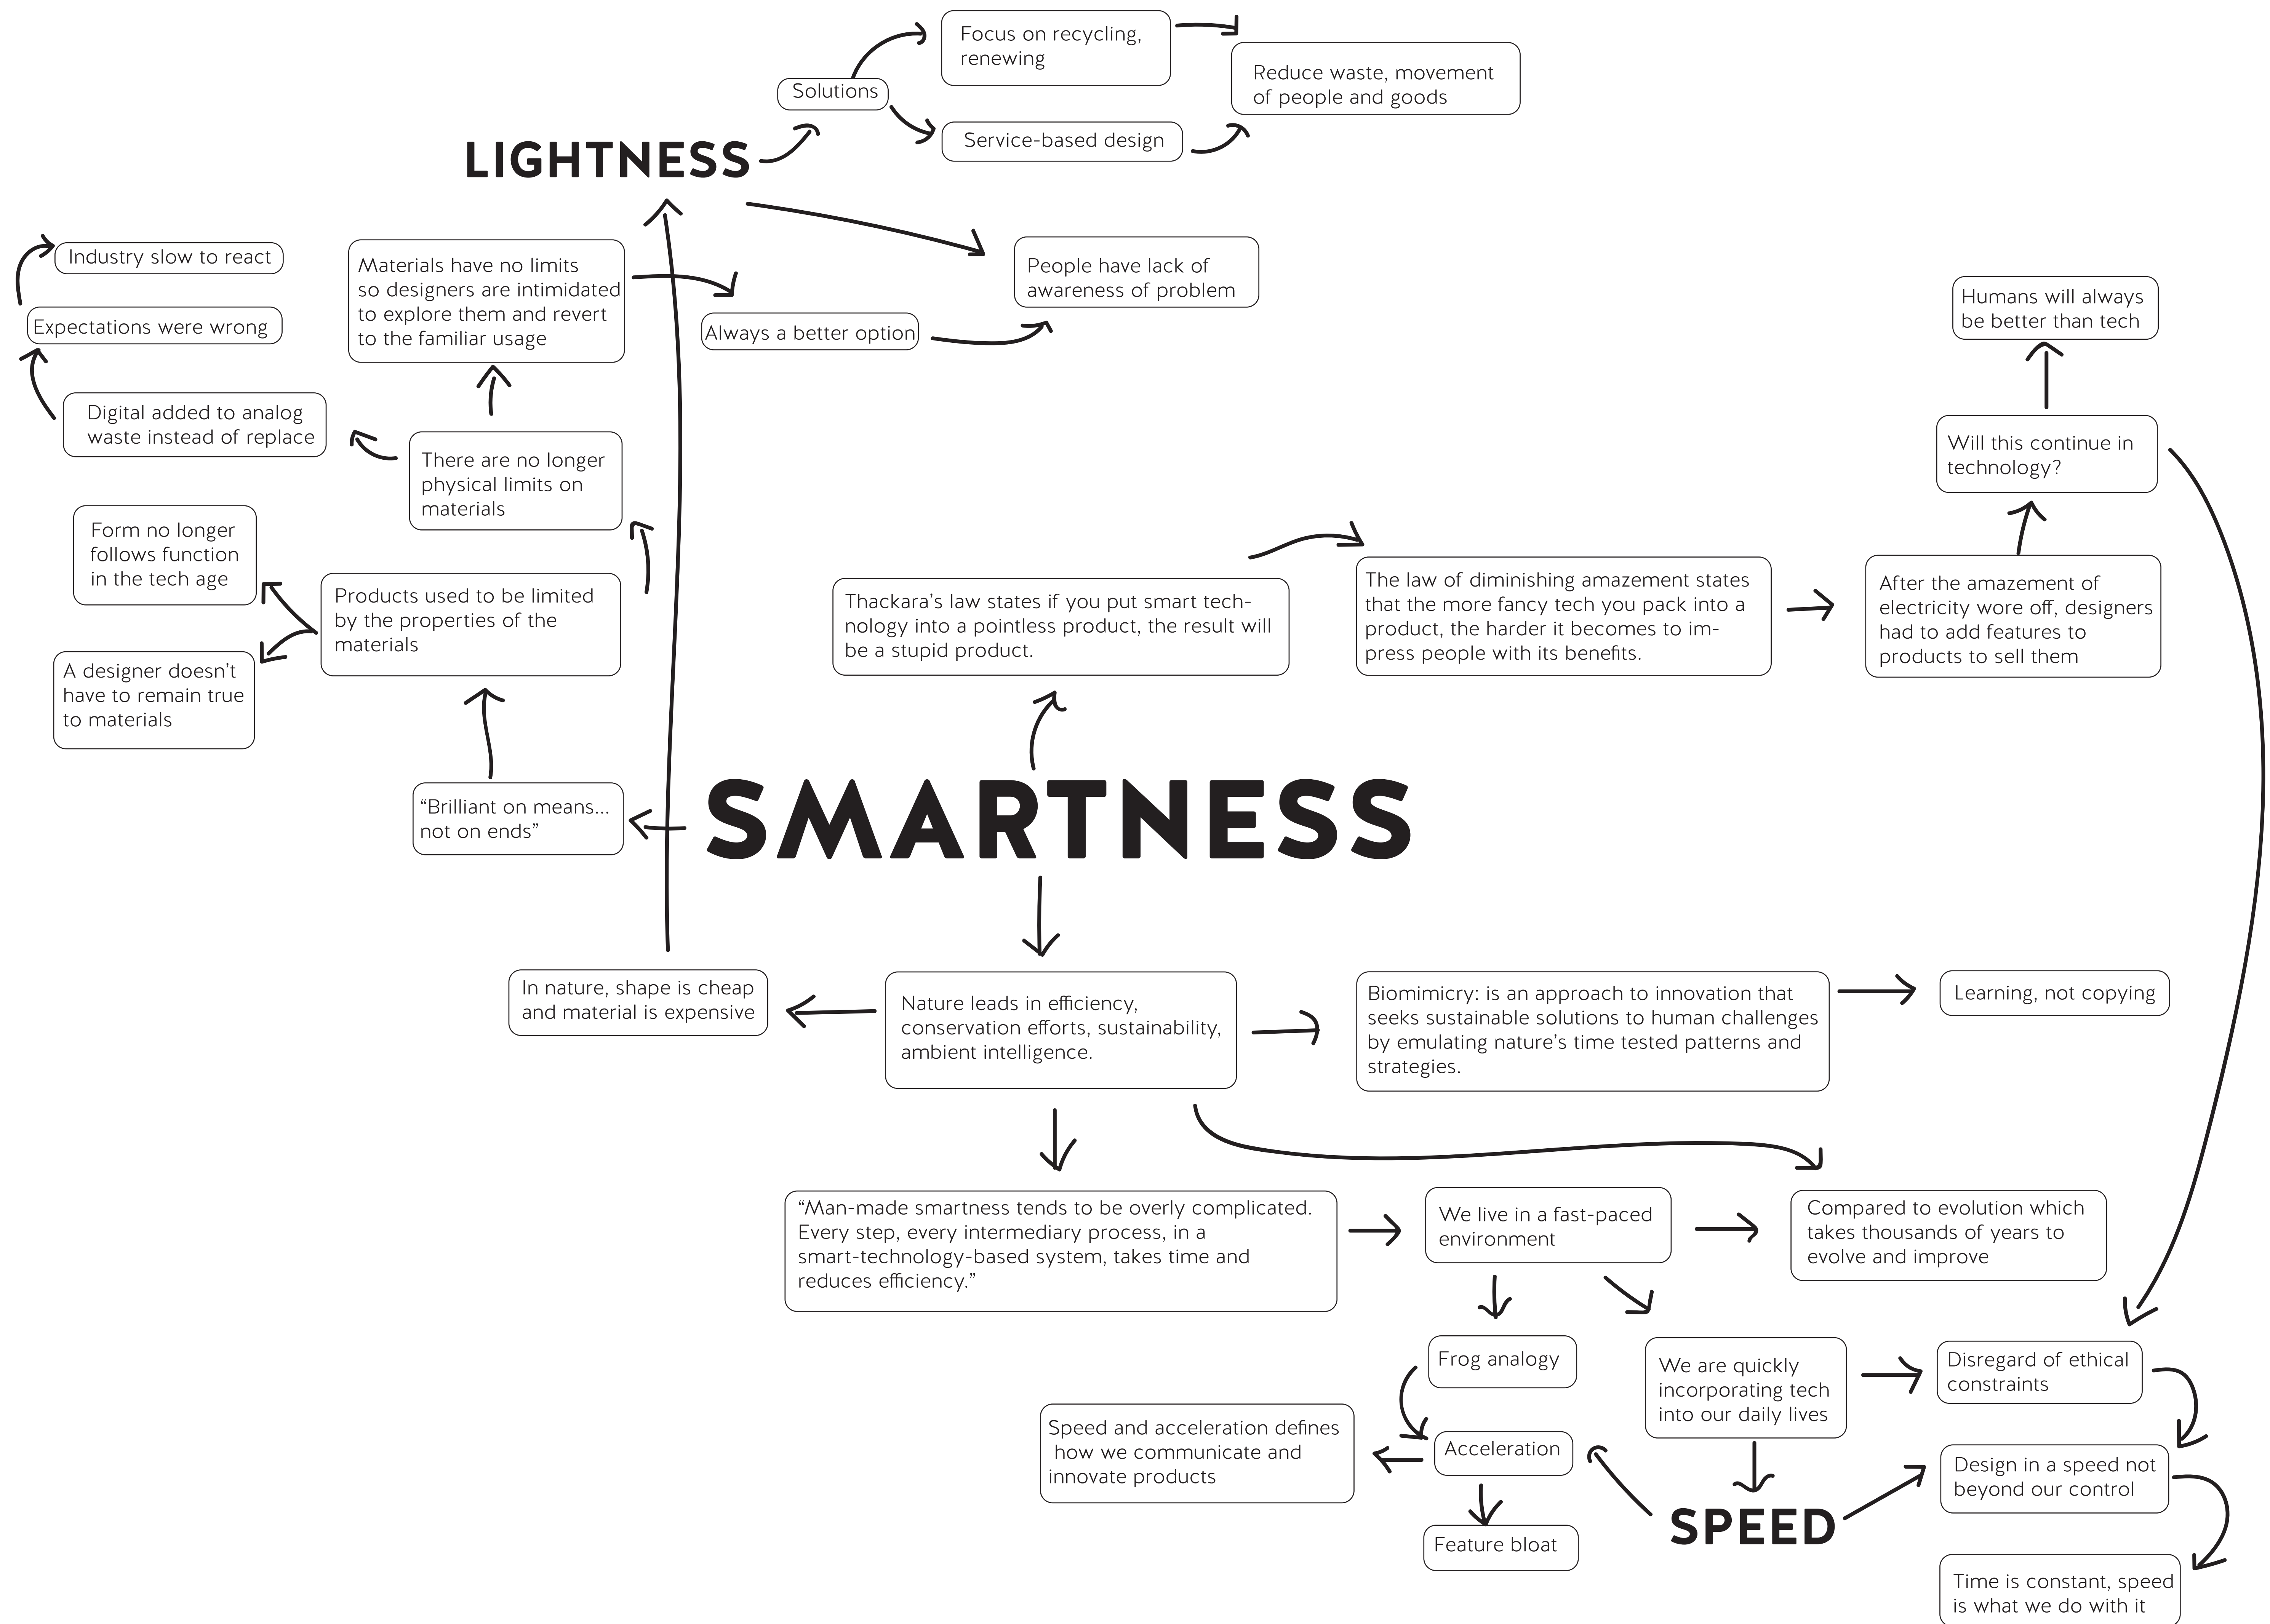 Focus on recycling,
renewing
Reduce waste, movement
of people and goods
Solutions
Service-based design
LIGHTNESS
People have lack of
awareness of problem
Always a better option
Industry slow to react
Expectations were wrong
Digital added to analog
waste instead of replace
Materials have no limits
so designers are intimidated
to explore them and revert
to the familiar usage
There are no longer
physical limits on
materials
Form no longer
follows function
in the tech age
Products used to be limited
by the properties of the
materials
A designer doesn’t
have to remain true
to materials
“Brilliant on means...
not on ends”
Thackara’s law states if you put smart tech-
nology into a pointless product, the result will
be a stupid product.
The law of diminishing amazement states
that the more fancy tech you pack into a
product, the harder it becomes to im-
press people with its benefits.
After the amazement of
electricity wore off, designers
had to add features to
products to sell them
Will this continue in
technology?
Humans will always
be better than tech
SMARTNESS
In nature, shape is cheap
and material is expensive
Nature leads in efficiency,
conservation efforts, sustainability,
ambient intelligence.
Biomimicry: is an approach to innovation that
seeks sustainable solutions to human challenges
by emulating nature’s time tested patterns and
strategies.
Learning, not copying
“Man-made smartness tends to be overly complicated.
Every step, every intermediary process, in a
smart-technology-based system, takes time and
reduces efficiency.”
We live in a fast-paced
environment
Compared to evolution which
takes thousands of years to
evolve and improve
Frog analogy
We are quickly
incorporating tech
into our daily lives
Disregard of ethical
constraints
Speed and acceleration defines
how we communicate and
innovate products
Acceleration
Design in a speed not
beyond our control
SPEED
Feature bloat
Time is constant, speed
is what we do with it